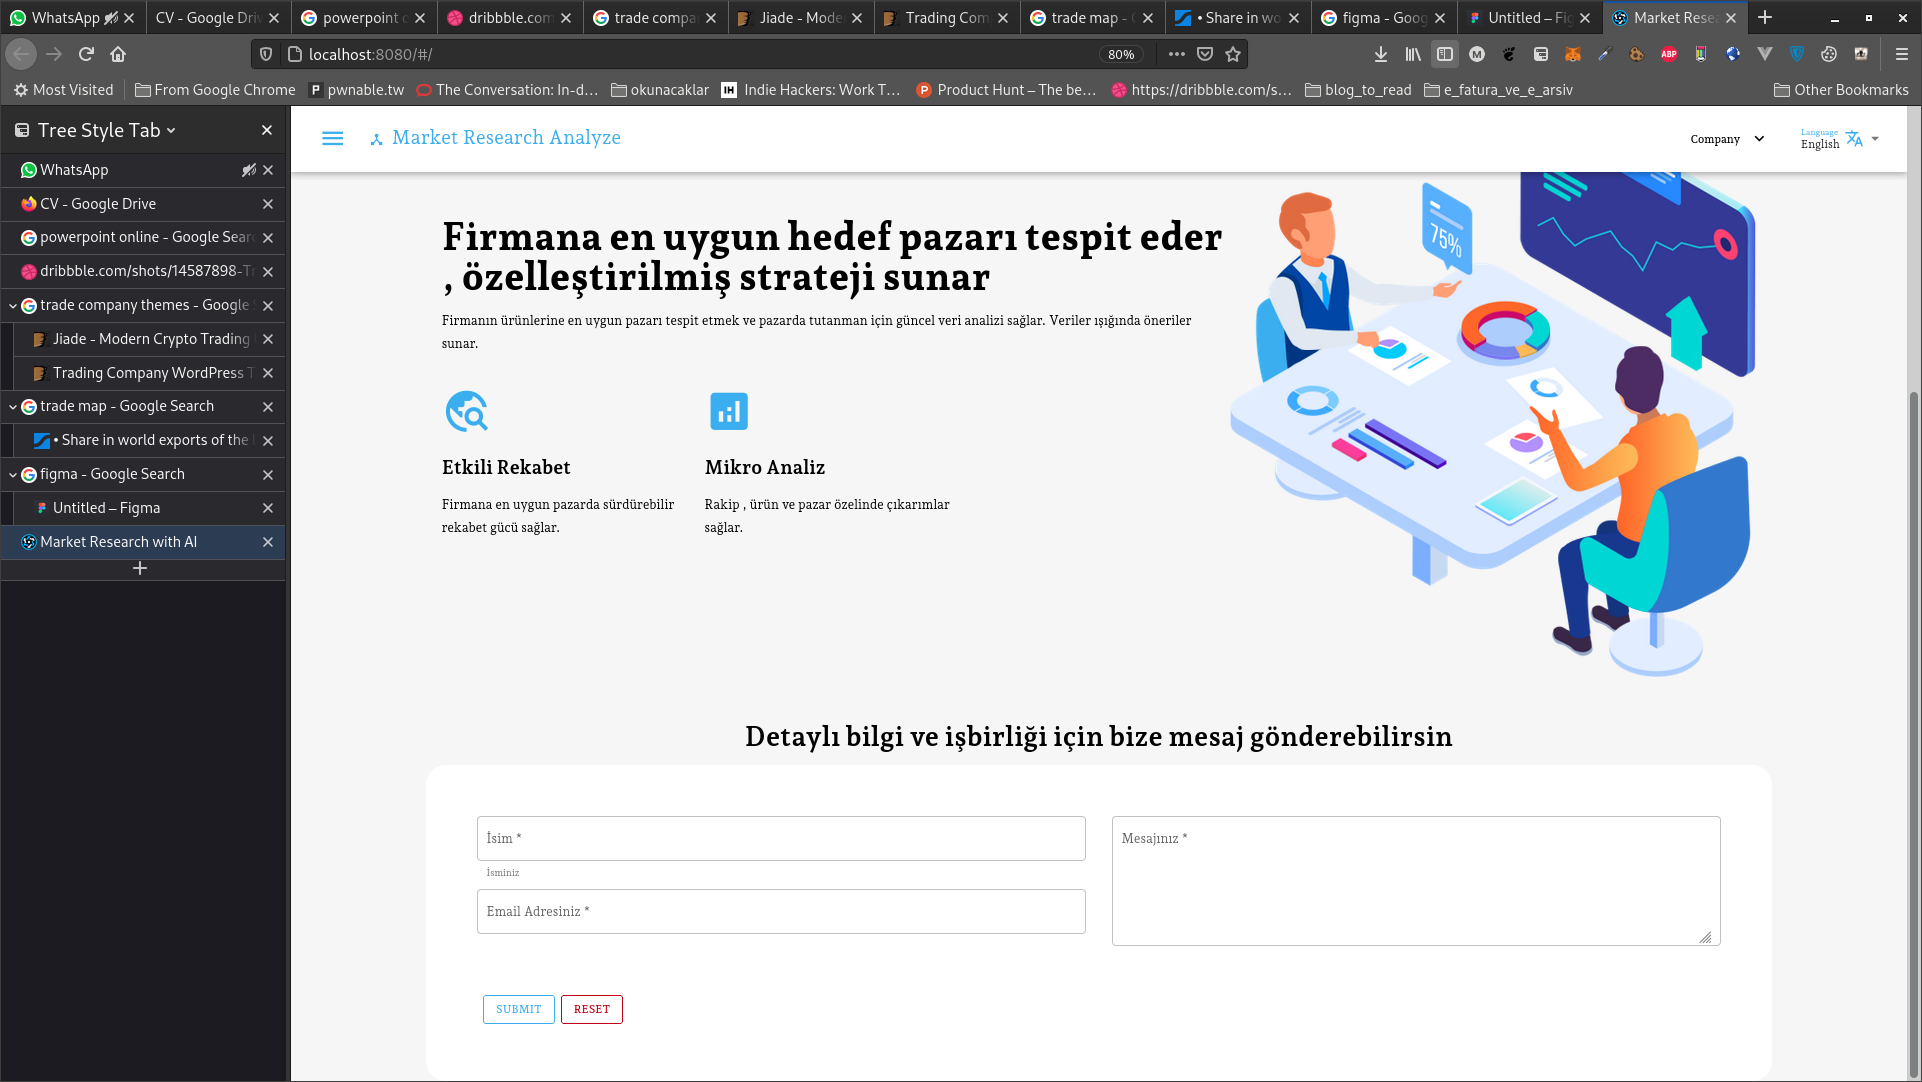 WhatsApp
CV - Google Dri
powerpoint o
dribbble.com
trade compa
Jiade - Mode
Trading Com
trade map - G
• Share in wo
figma - Goog
Untitled – Fig
Market Resea
localhost:8080/#/
80%
Most Visited
From Google Chrome
pwnable.tw
The Conversation: In-d…
okunacaklar
Indie Hackers: Work T…
Product Hunt – The be…
https://dribbble.com/s…
blog_to_read
e_fatura_ve_e_arsiv
Other Bookmarks
Tree Style Tab
WhatsApp
CV - Google Drive
powerpoint online - Google Sear
dribbble.com/shots/14587898-Tr
trade company themes - Google
Jiade - Modern Crypto Trading
Trading Company WordPress T
trade map - Google Search
• Share in world exports of the
figma - Google Search
Untitled – Figma
Market Research with AI
Market Research Analyze
Company
Language
English
Firmana en uygun hedef pazarı tespit eder
, özelleştirilmiş strateji sunar
Firmanın ürünlerine en uygun pazarı tespit etmek ve pazarda tutanman için güncel veri analizi sağlar. Veriler ışığında öneriler
sunar.
75%
Etkili Rekabet
Firmana en uygun pazarda sürdürebilir
rekabet gücü sağlar.
Mikro Analiz
Rakip , ürün ve pazar özelinde çıkarımlar
sağlar.
Detaylı bilgi ve işbirliği için bize mesaj gönderebilirsin
İsim *
İsminiz
Email Adresiniz *
Mesajınız *
SUBMIT
RESET